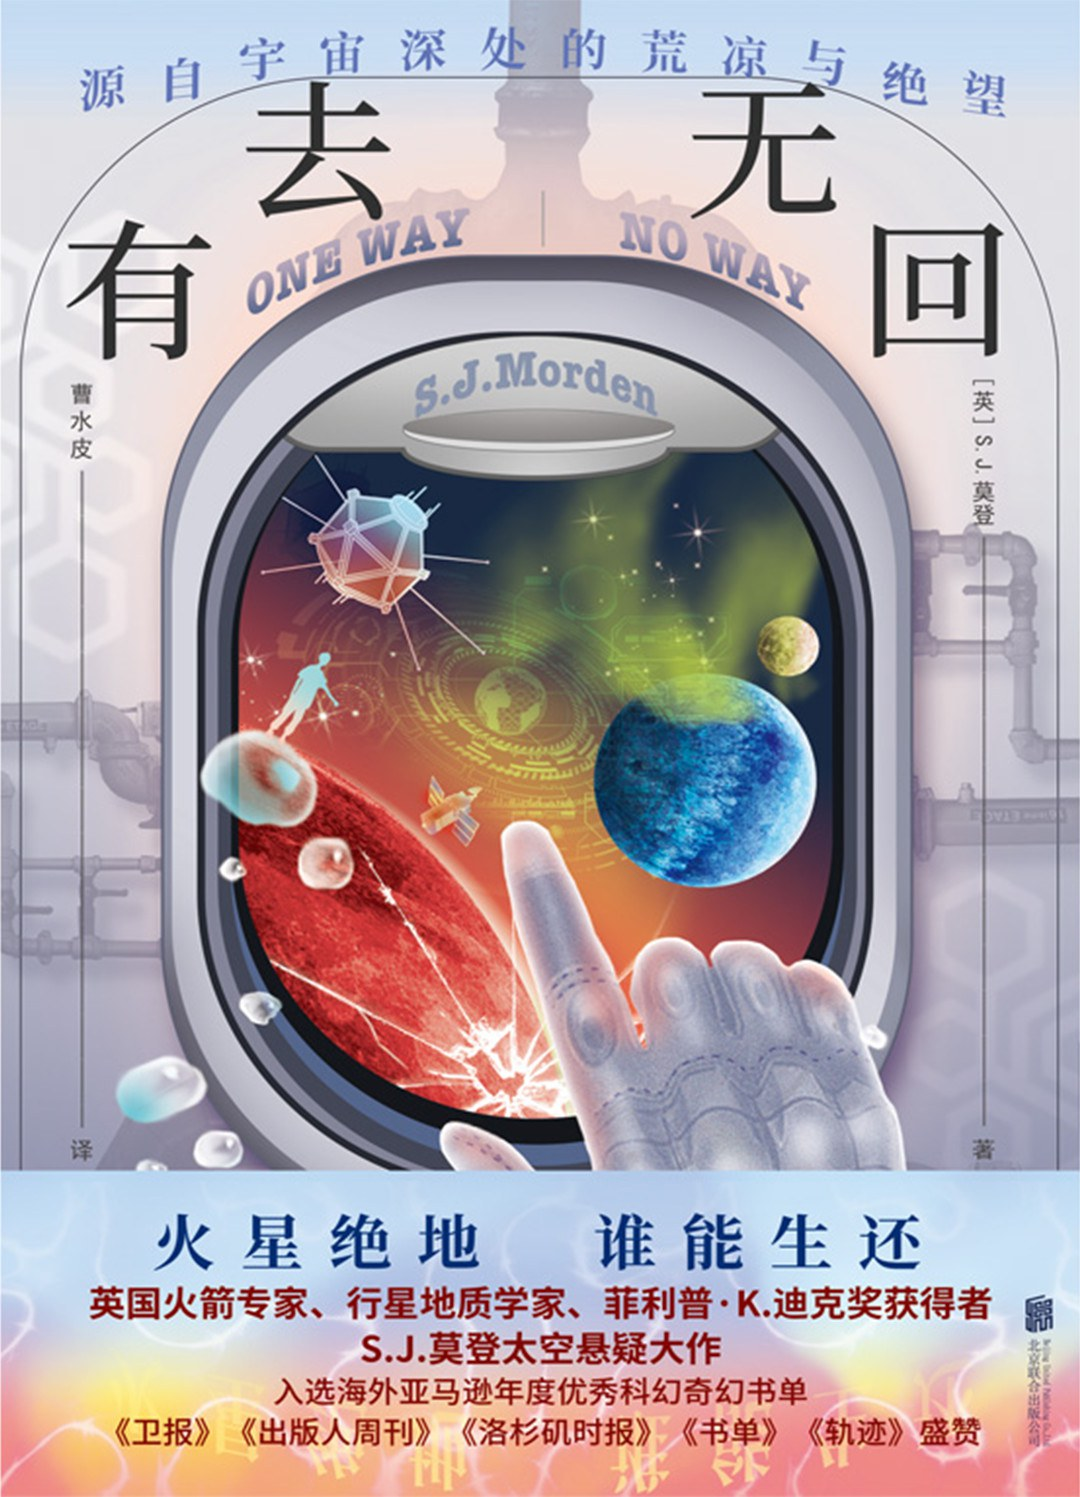 源自宇宙深处的荒凉与绝望
有去无回
ONE WAY
NO WAY
S.J.Morden
[英]S.J.莫登 著
曹水皮 译
火星绝地 谁能生还
英国火箭专家、行星地质学家、菲利普·K.迪克奖获得者
S.J.莫登太空悬疑大作
入选海外亚马逊年度优秀科幻奇幻书单
《卫报》《出版人周刊》《洛杉矶时报》《书单》《轨迹》盛赞
北京联合出版公司
Beijing United Publishing Co.,Ltd.